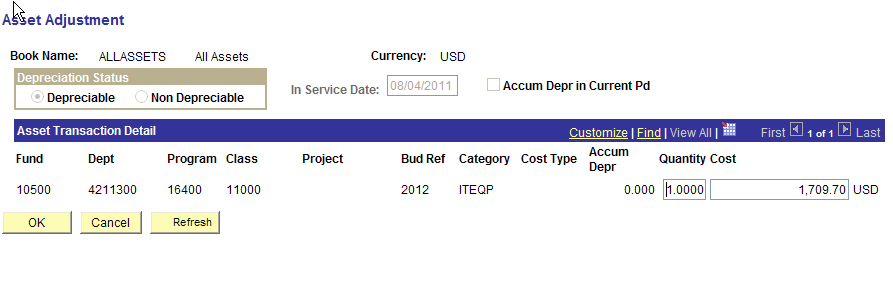 Asset Adjustment
Book Name: ALLASSETS All Assets Currency: USD
Depreciation Status
Depreciable Non Depreciable In Service Date: 08/04/2011 Accum Depr in Current Pd
Asset Transaction Detail Customize | Find | View All | First 1 of 1 Last
Fund Dept Program Class Project Bud Ref Category Cost Type Accum Depr Quantity Cost
10500 4211300 16400 11000 2012 ITEQP 0.000 1.0000 1,709.70 USD
OK Cancel Refresh